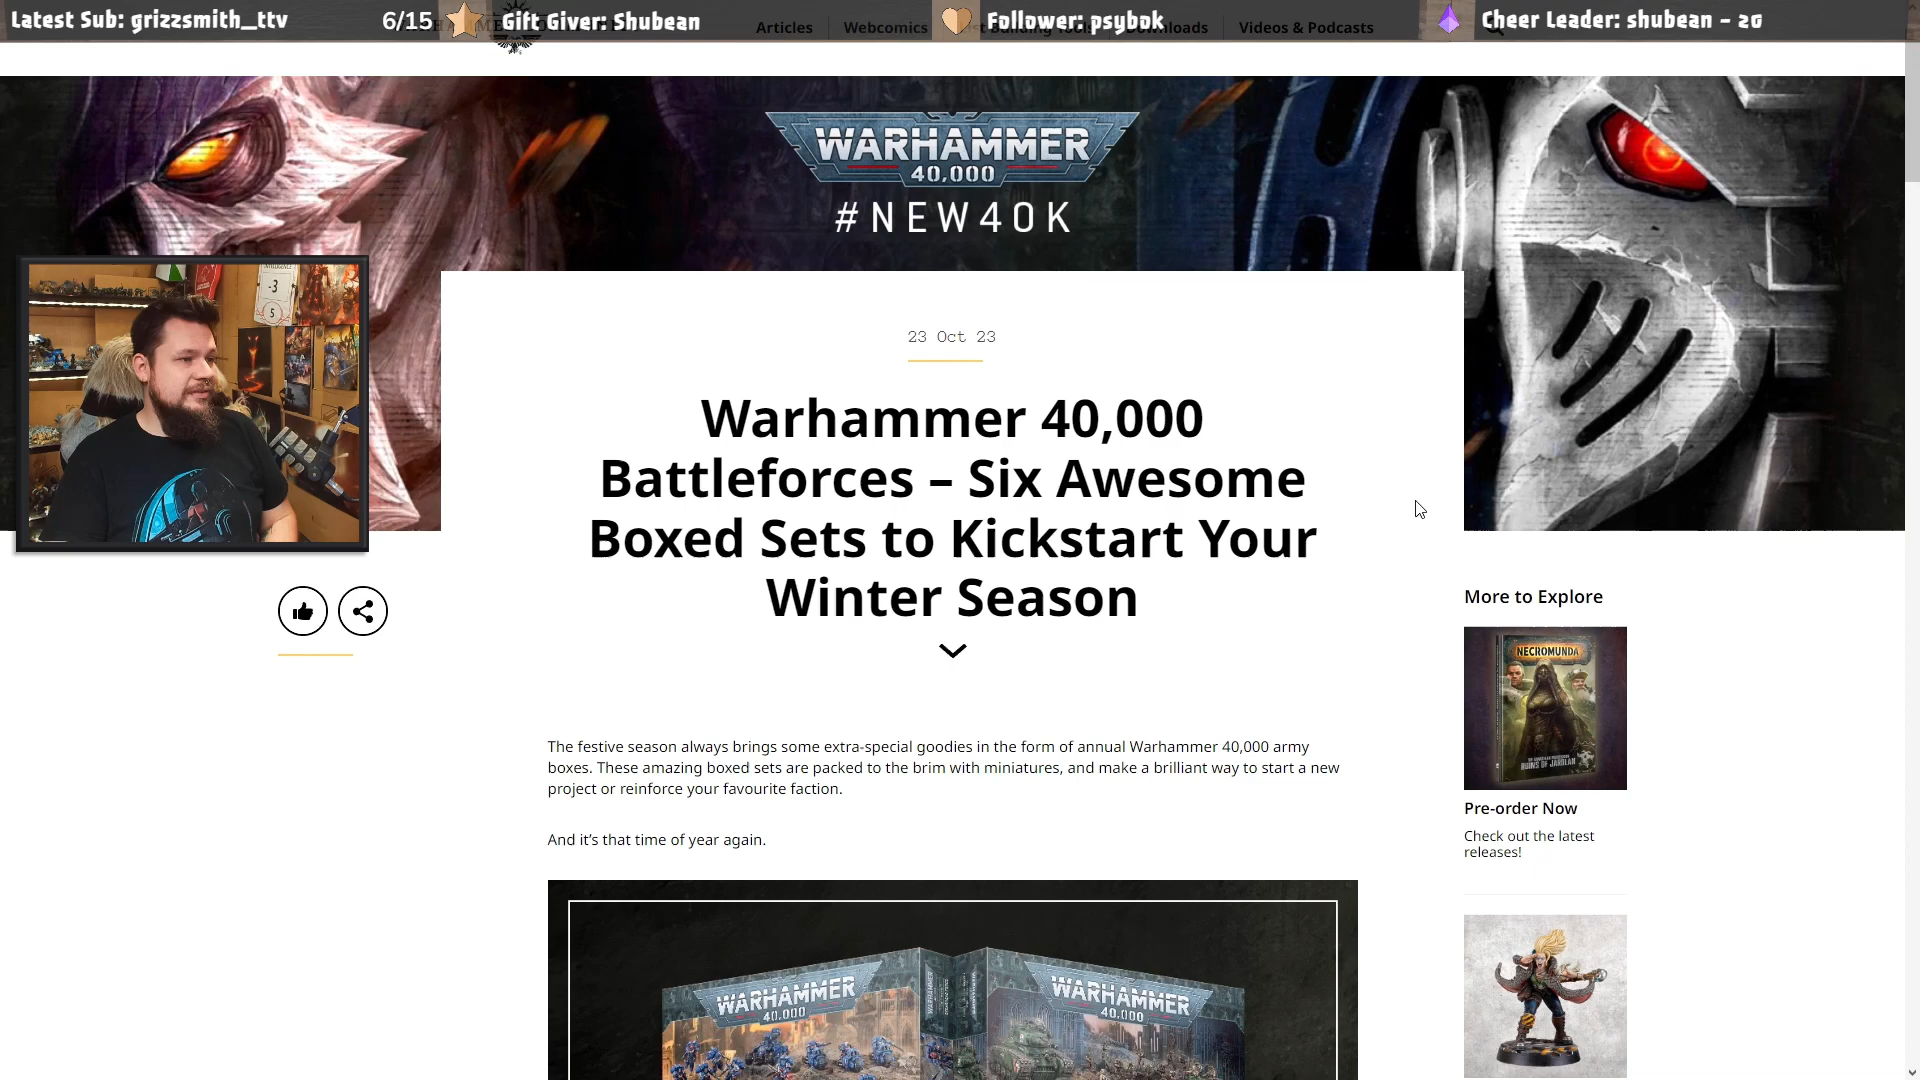 Latest Sub: grizzsmith_ttv
6/15
Gift Giver: Shubean
Follower: psybok
Cheer Leader: shubean - 20
Articles
Webcomics
Downloads
Videos & Podcasts
WARHAMMER
40,000
#NEW40K
-3
5
23 Oct 23
Warhammer 40,000
Battleforces – Six Awesome
Boxed Sets to Kickstart Your
Winter Season
More to Explore
NECROMUNDA
RUINS OF JARDLAN
Pre-order Now
Check out the latest
releases!
The festive season always brings some extra-special goodies in the form of annual Warhammer 40,000 army
boxes. These amazing boxed sets are packed to the brim with miniatures, and make a brilliant way to start a new
project or reinforce your favourite faction.
And it’s that time of year again.
WARHAMMER
40,000
WARHAMMER
40,000